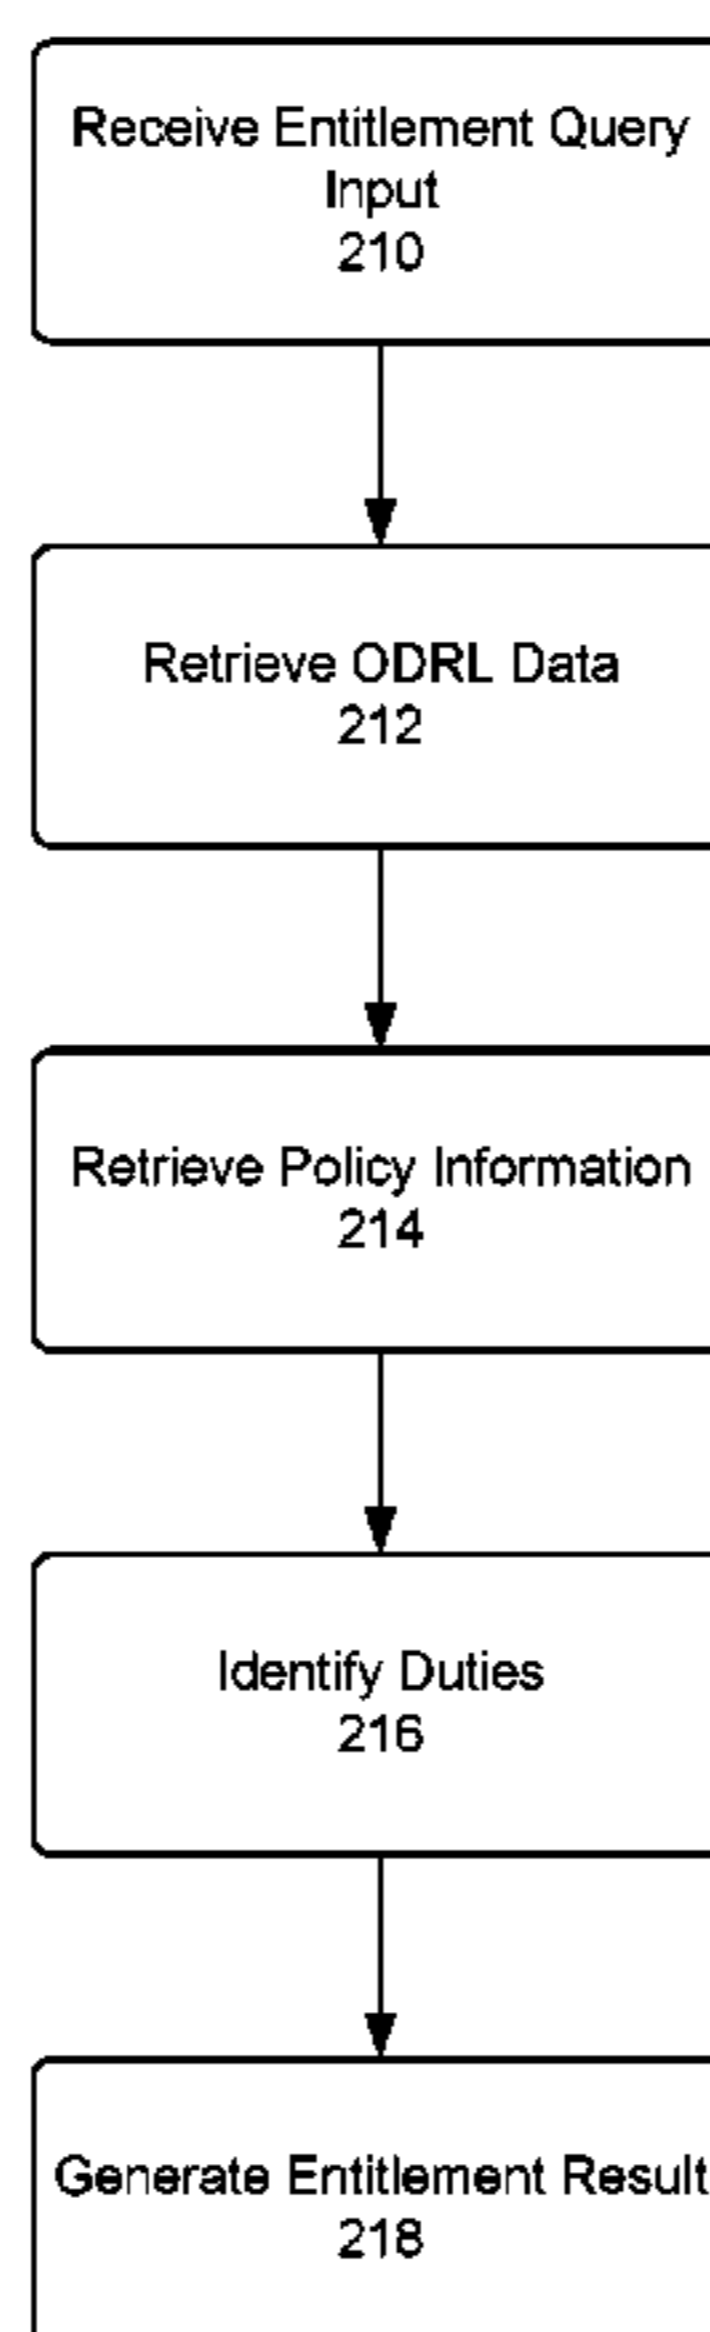 Receive Entitlement Query
Input
210
Retrieve ODRL Data
212
Retrieve Policy Information
214
Identify Duties
216
Generate Entitlement Result
218